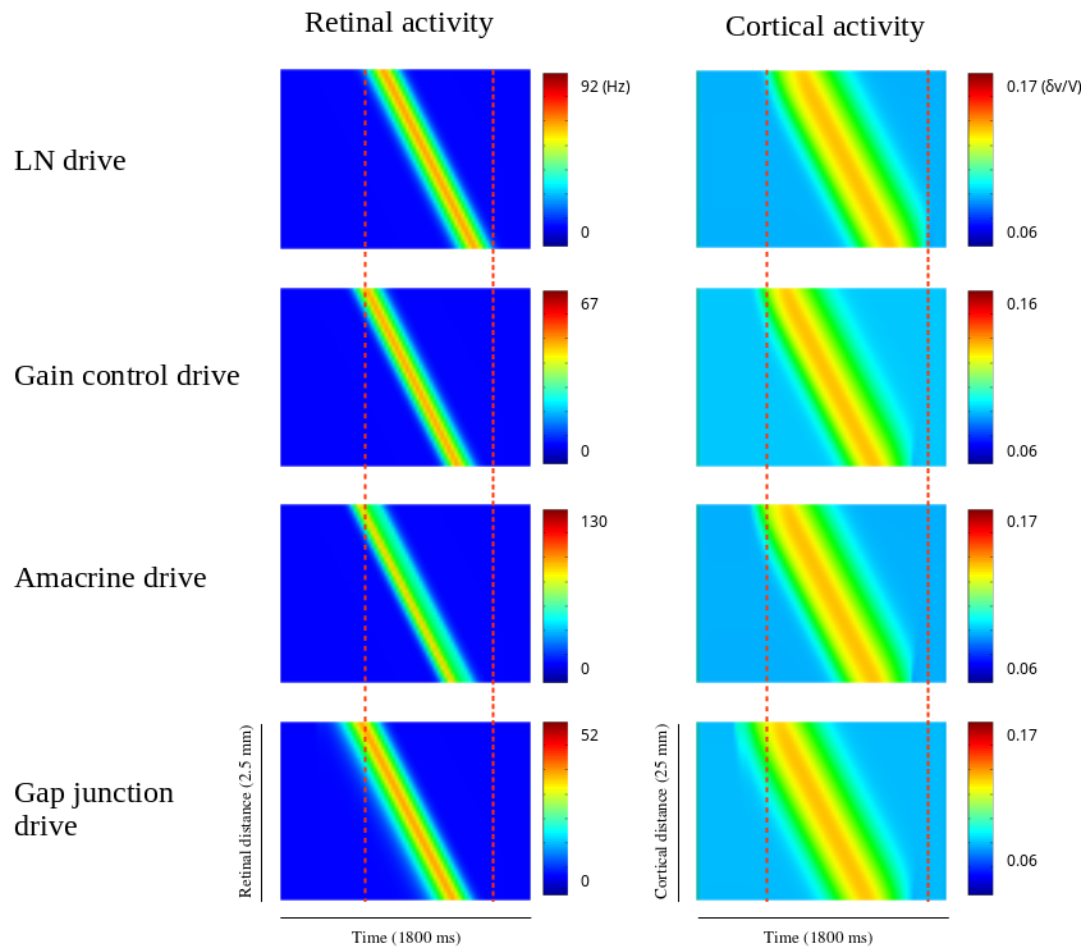 Retinal activity
Cortical activity
LN drive
92 (Hz)
0
0.17 (δv/V)
0.06
Gain control drive
67
0
0.16
0.06
Amacrine drive
130
0
0.17
0.06
Gap junction
drive
Retinal distance (2.5 mm)
52
0
Cortical distance (25 mm)
0.17
0.06
Time (1800 ms)
Time (1800 ms)